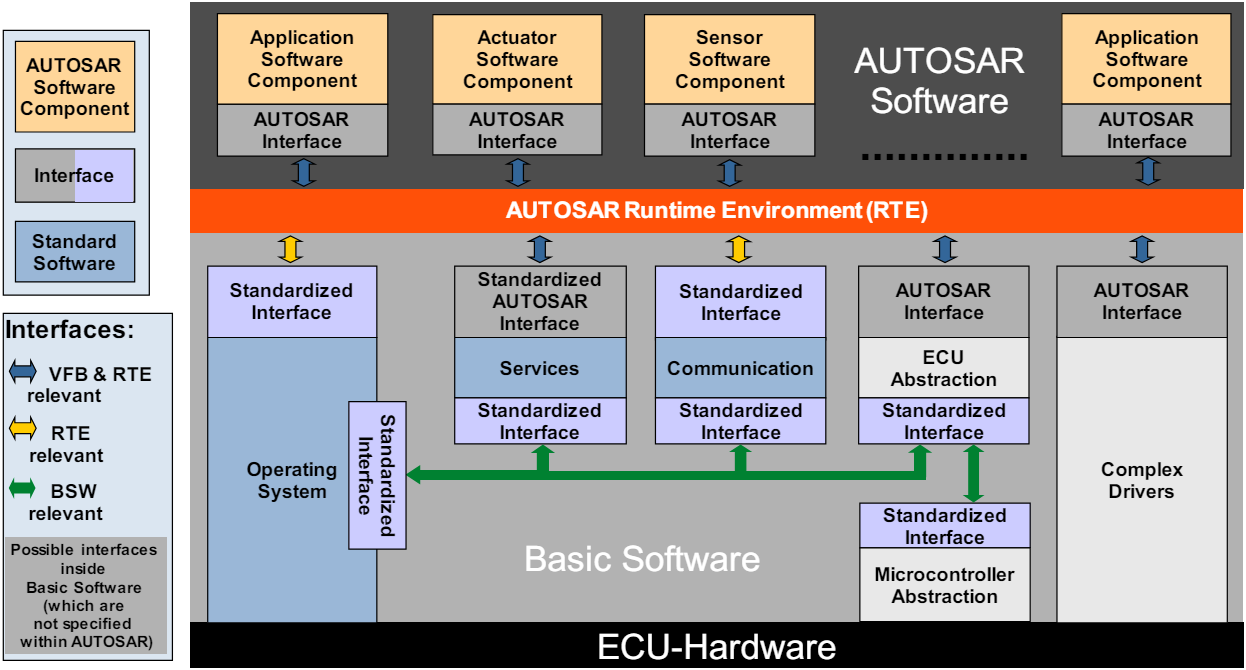 AUTOSAR
Software
Component
Interface
Standard
Software
Interfaces:
VFB & RTE
relevant
RTE
relevant
BSW
relevant
Possible interfaces
inside
Basic Software
(which are
not specified
within AUTOSAR)
Application
Software
Component
AUTOSAR
Interface
Actuator
Software
Component
AUTOSAR
Interface
Sensor
Software
Component
AUTOSAR
Interface
AUTOSAR
Software
Application
Software
Component
AUTOSAR
Interface
AUTOSAR Runtime Environment (RTE)
Standardized
Interface
Operating
System
Standardized
Interface
Standardized
AUTOSAR
Interface
Services
Standardized
Interface
Standardized
Interface
Communication
Standardized
Interface
AUTOSAR
Interface
ECU
Abstraction
Standardized
Interface
Standardized
Interface
Microcontroller
Abstraction
AUTOSAR
Interface
Complex
Drivers
Basic Software
ECU-Hardware